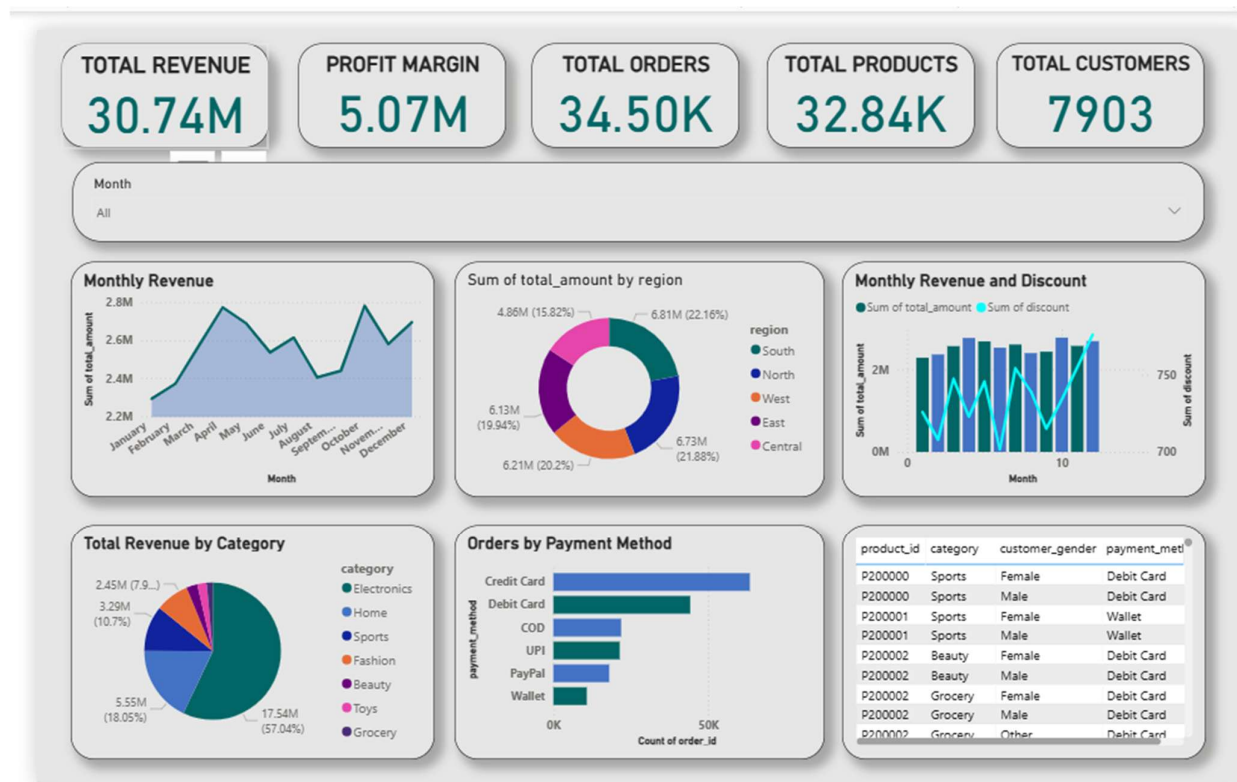 TOTAL REVENUE
30.74M
PROFIT MARGIN
5.07M
TOTAL ORDERS
34.50K
TOTAL PRODUCTS
32.84K
TOTAL CUSTOMERS
7903
Month
All
Monthly Revenue
Sum of total_amount
2.8M
2.6M
2.4M
2.2M
January
February
March
April
May
June
July
August
Septem...
October
Novem...
December
Month
Sum of total_amount by region
4.86M (15.82%)
6.81M (22.16%)
6.13M
(19.94%)
6.73M
(21.88%)
6.21M (20.2%)
region
South
North
West
East
Central
Monthly Revenue and Discount
Sum of total_amount Sum of discount
Sum of total_amount
2M
0M
0
10
Month
750
700
Sum of discount
Total Revenue by Category
2.45M (7.9...)
3.29M
(10.7%)
5.55M
(18.05%)
17.54M
(57.04%)
category
Electronics
Home
Sports
Fashion
Beauty
Toys
Grocery
Orders by Payment Method
payment_method
Credit Card
Debit Card
COD
UPI
PayPal
Wallet
0K
50K
Count of order_id
product_id category customer_gender payment_met
P200000 Sports Female Debit Card
P200000 Sports Male Debit Card
P200001 Sports Female Wallet
P200001 Sports Male Wallet
P200002 Beauty Female Debit Card
P200002 Beauty Male Debit Card
P200002 Grocery Female Debit Card
P200002 Grocery Male Debit Card
P200002 Grocery Other Debit Card